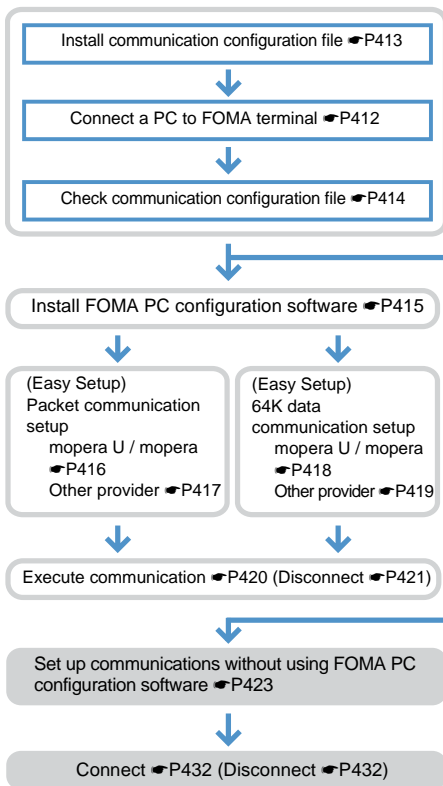 Install communication configuration file ☛P413
Connect a PC to FOMA terminal ☛P412
Check communication configuration file ☛P414
Install FOMA PC configuration software ☛P415
(Easy Setup)
Packet communication
setup
mopera U / mopera
☛P416
Other provider ☛P417
(Easy Setup)
64K data
communication setup
mopera U / mopera
☛P418
Other provider ☛P419
Execute communication ☛P420 (Disconnect ☛P421)
Set up communications without using FOMA PC
configuration software ☛P423
Connect ☛P432 (Disconnect ☛P432)